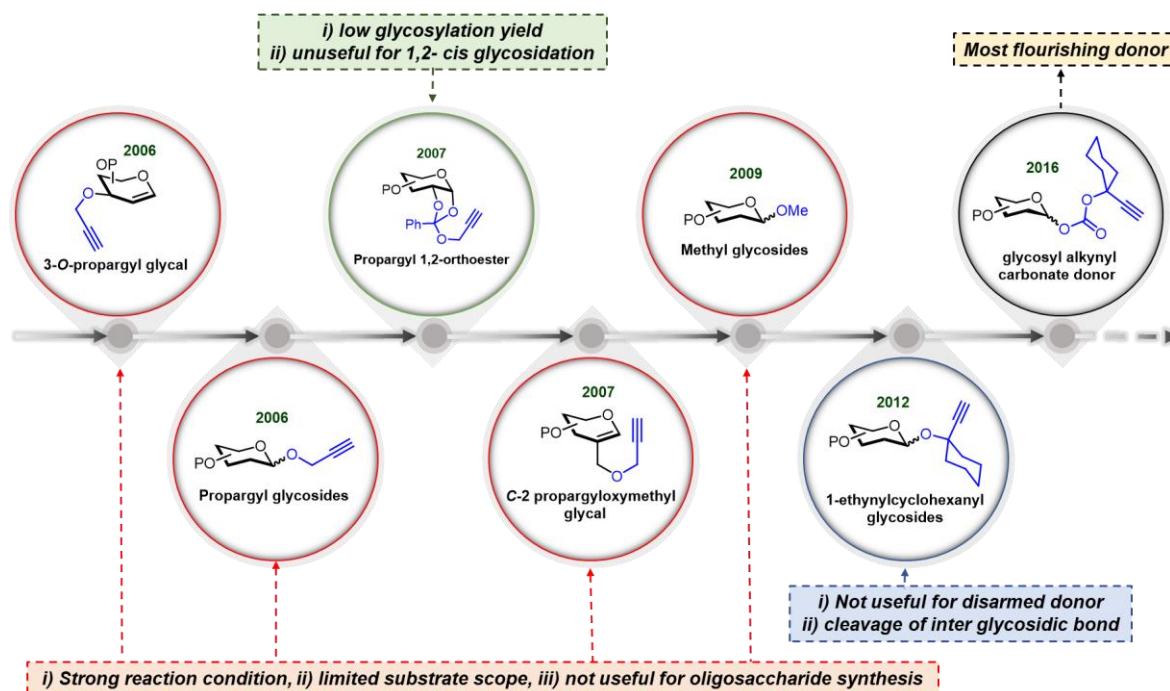 i) low glycosylation yield
ii) unuseful for 1,2- cis glycosidation
Most flourishing donor
2006
OP
O
O
3-O-propargyl glycal
2007
O
PO
O
O
Ph
O
Propargyl 1,2-orthoester
2009
O
PO
OMe
Methyl glycosides
2016
O
PO
O
O
O
glycosyl alkynyl
carbonate donor
2006
O
PO
O
Propargyl glycosides
2007
O
PO
O
C-2 propargyloxymethyl
glycal
2012
O
PO
O
1-ethynylcyclohexanyl
glycosides
i) Not useful for disarmed donor
ii) cleavage of inter glycosidic bond
i) Strong reaction condition, ii) limited substrate scope, iii) not useful for oligosaccharide synthesis